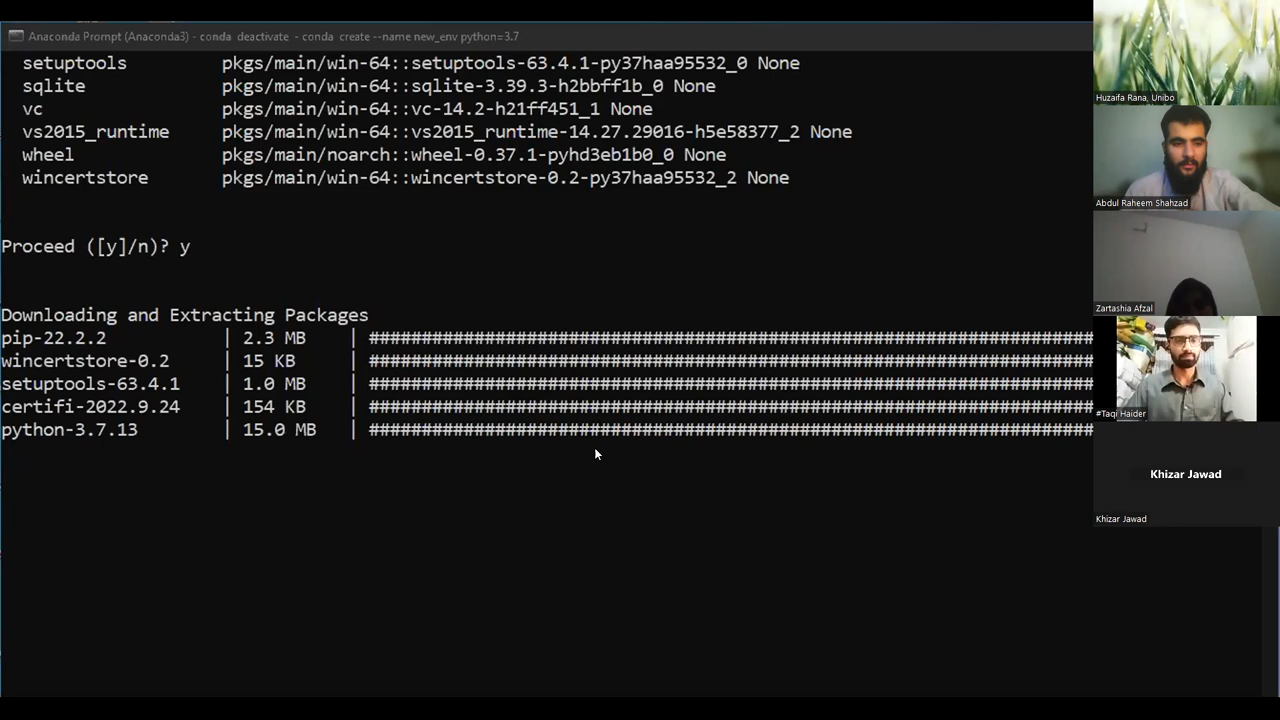 Anaconda Prompt (Anaconda3) - conda deactivate - conda create --name new_env python=3.7
setuptools pkgs/main/win-64::setuptools-63.4.1-py37haa95532_0 None
sqlite pkgs/main/win-64::sqlite-3.39.3-h2bbff1b_0 None
vc pkgs/main/win-64::vc-14.2-h21ff451_1 None
vs2015_runtime pkgs/main/win-64::vs2015_runtime-14.27.29016-h5e58377_2 None
wheel pkgs/main/noarch::wheel-0.37.1-pyhd3eb1b0_0 None
wincertstore pkgs/main/win-64::wincertstore-0.2-py37haa95532_2 None
Proceed ([y]/n)? y
Downloading and Extracting Packages
pip-22.2.2 | 2.3 MB | #####################################################################
wincertstore-0.2 | 15 KB | #####################################################################
setuptools-63.4.1 | 1.0 MB | #####################################################################
certifi-2022.9.24 | 154 KB | #####################################################################
python-3.7.13 | 15.0 MB | #####################################################################
Huzaifa Rana, Unibo
Abdul Raheem Shahzad
Zartashia Afzal
#Taqi Haider
Khizar Jawad
Khizar Jawad